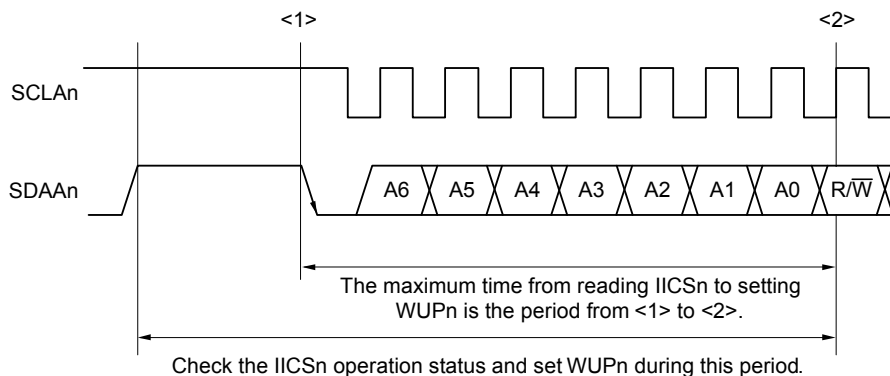 <1> <2>
SCLAn
SDAAn A6 A5 A4 A3 A2 A1 A0 R/W̅
The maximum time from reading IICSn to setting
WUPn is the period from <1> to <2>.
Check the IICSn operation status and set WUPn during this period.